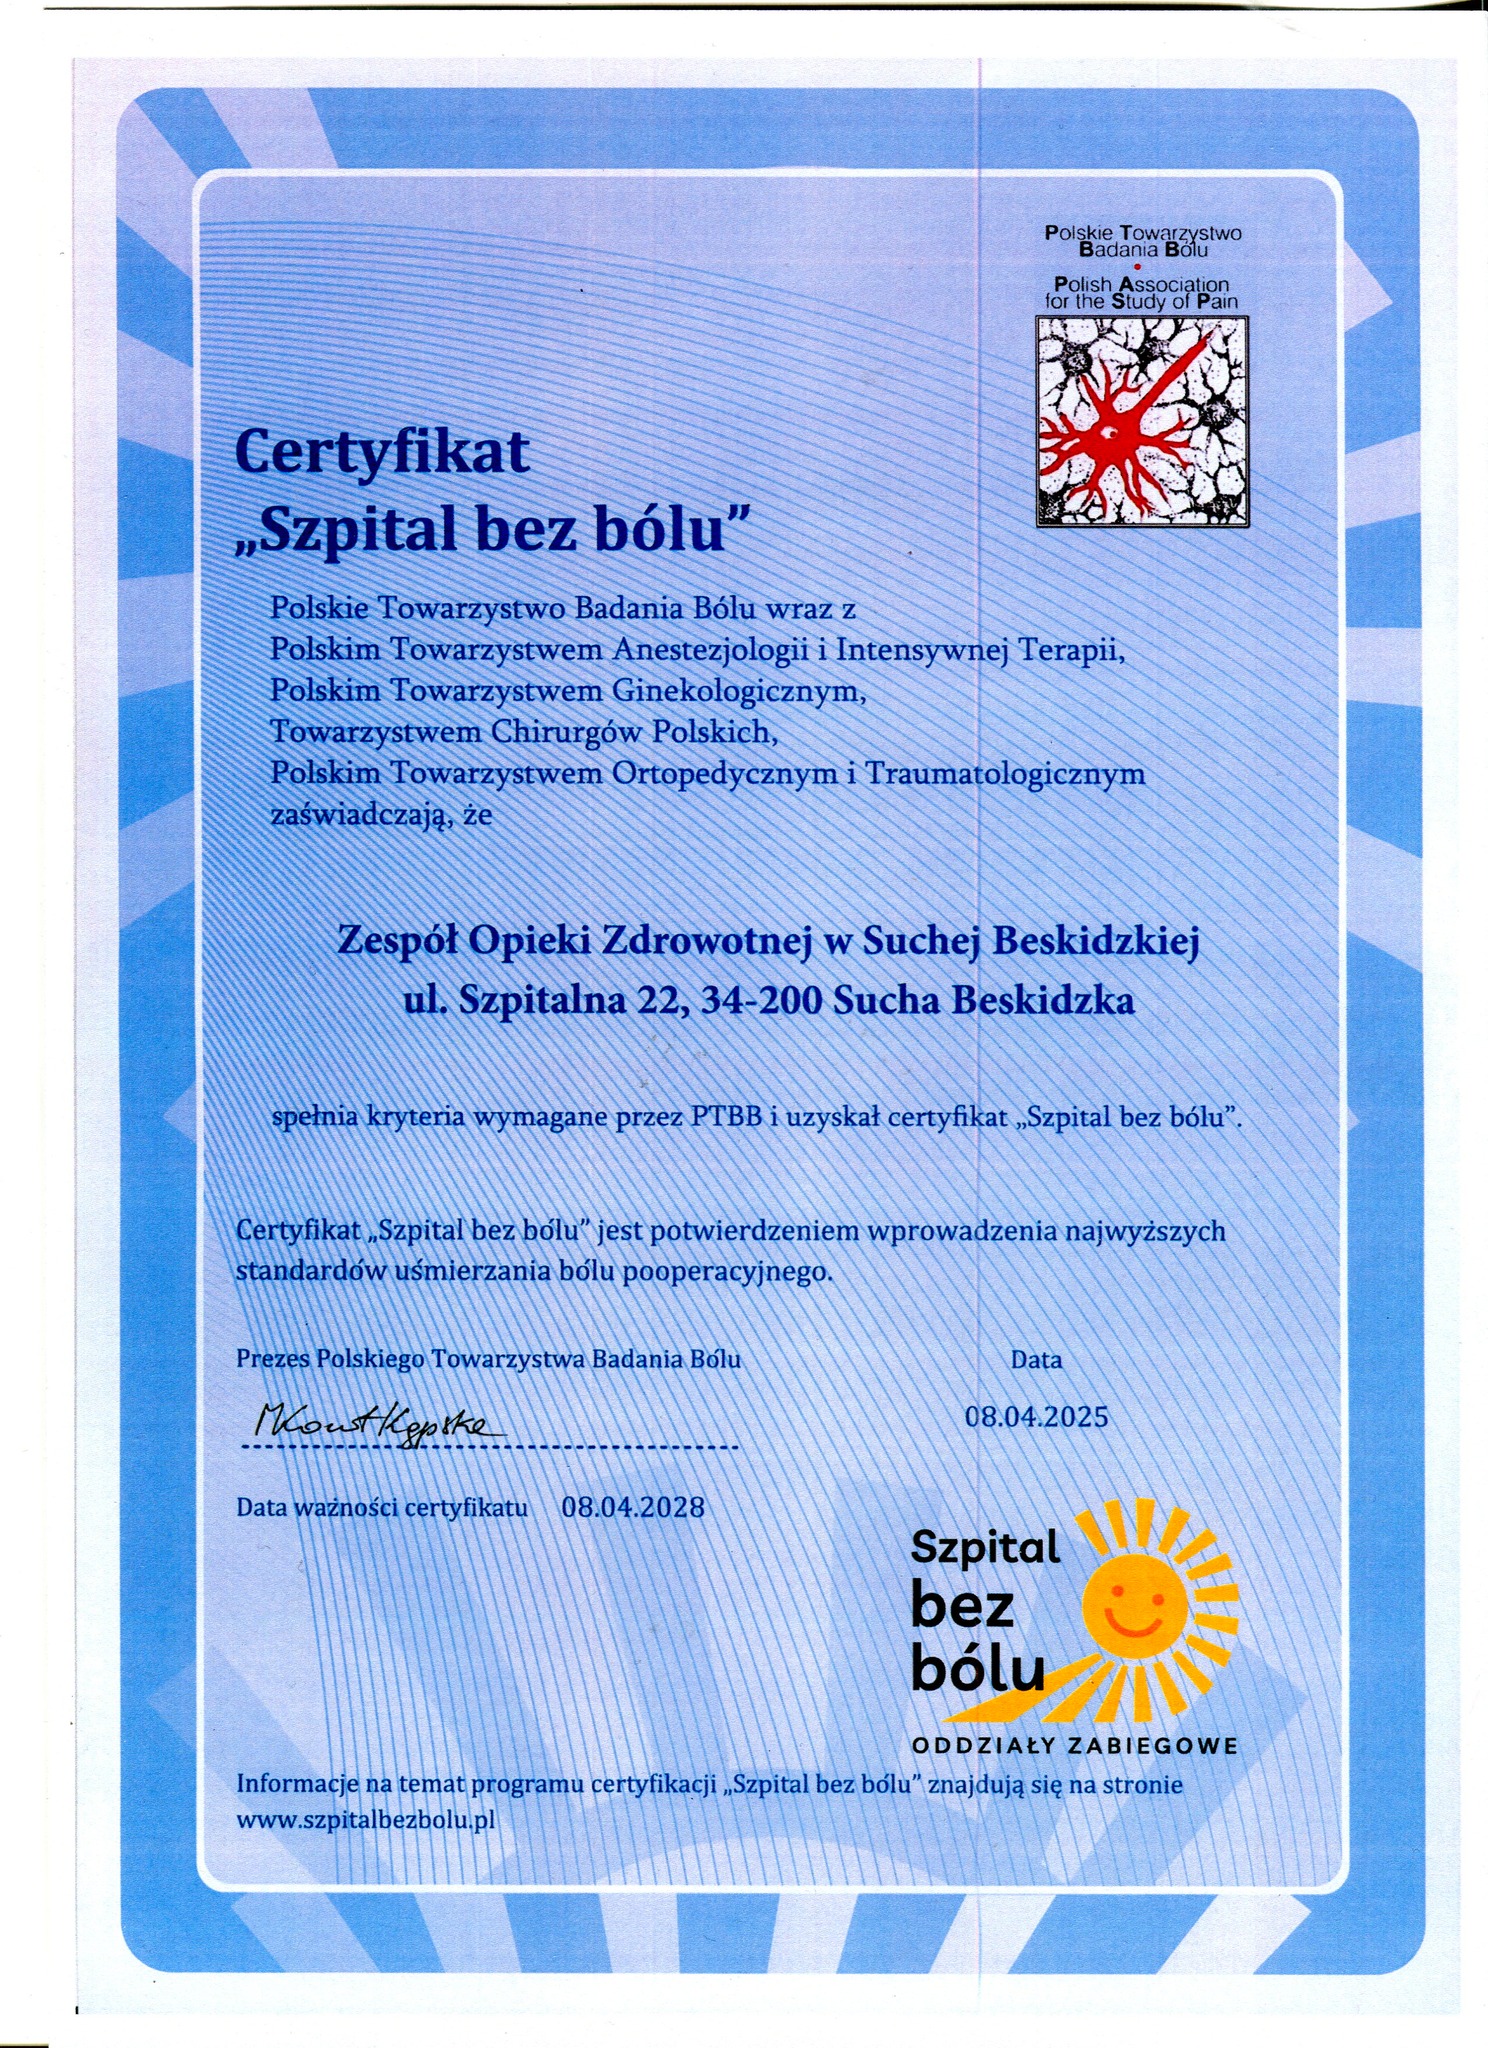 Polskie Towarzystwo
Badania Bólu
Polish Association
for the Study of Pain
Certyfikat
„Szpital bez bólu”
Polskie Towarzystwo Badania Bólu wraz z
Polskim Towarzystwem Anestezjologii i Intensywnej Terapii,
Polskim Towarzystwem Ginekologicznym,
Towarzystwem Chirurgów Polskich,
Polskim Towarzystwem Ortopedycznym i Traumatologicznym
zaświadczają, że
Zespół Opieki Zdrowotnej w Suchej Beskidzkiej
ul. Szpitalna 22, 34-200 Sucha Beskidzka
spełnia kryteria wymagane przez PTBB i uzyskał certyfikat „Szpital bez bólu”.
Certyfikat „Szpital bez bólu” jest potwierdzeniem wprowadzenia najwyższych
standardów uśmierzania bólu pooperacyjnego.
Prezes Polskiego Towarzystwa Badania Bólu
Data
08.04.2025
Data ważności certyfikatu 08.04.2028
Szpital
bez
bólu
ODDZIAŁY ZABIEGOWE
Informacje na temat programu certyfikacji „Szpital bez bólu” znajdują się na stronie
www.szpitalbezbolu.pl